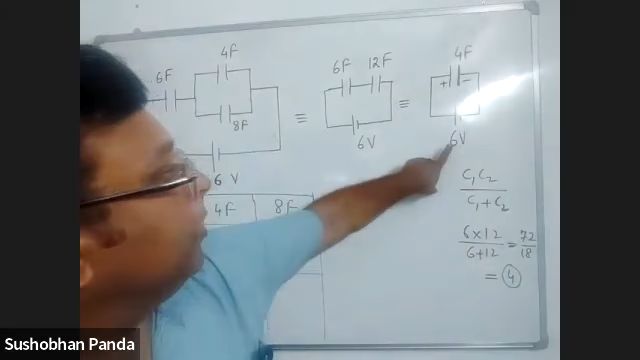 4F
6F
8F
6 V
≡
6F 12F
6V
≡
4F
+ −
6V
4F 8F
C₁C₂
C₁+C₂
6×12 = 72
6+12 18
= 4
Sushobhan Panda